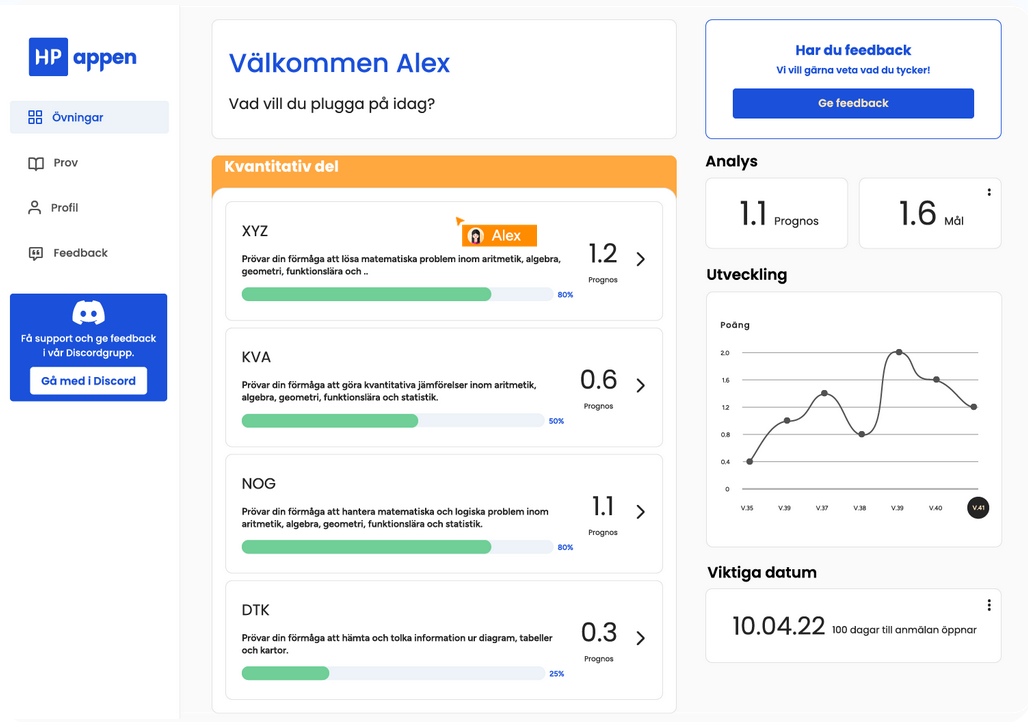 HP appen
Övningar
Prov
Profil
Feedback
Få support och ge feedback
i vår Discordgrupp.
Gå med i Discord
Välkommen Alex
Vad vill du plugga på idag?
Kvantitativ del
XYZ
Alex
Prövar din förmåga att lösa matematiska problem inom aritmetik, algebra,
geometri, funktionslära och ..
80%
1.2
Prognos
KVA
Prövar din förmåga att göra kvantitativa jämförelser inom aritmetik,
algebra, geometri, funktionslära och statistik.
50%
0.6
Prognos
NOG
Prövar din förmåga att hantera matematiska och logiska problem inom
aritmetik, algebra, geometri, funktionslära och statistik.
80%
1.1
Prognos
DTK
Prövar din förmåga att hämta och tolka information ur diagram, tabeller
och kartor.
25%
0.3
Prognos
Har du feedback
Vi vill gärna veta vad du tycker!
Ge feedback
Analys
1.1 Prognos
1.6 Mål
Utveckling
Poäng
2.0
1.6
1.2
0.8
0.4
0
V.35 V.39 V.37 V.38 V.39 V.40 V.41
Viktiga datum
10.04.22 100 dagar till anmälan öppnar